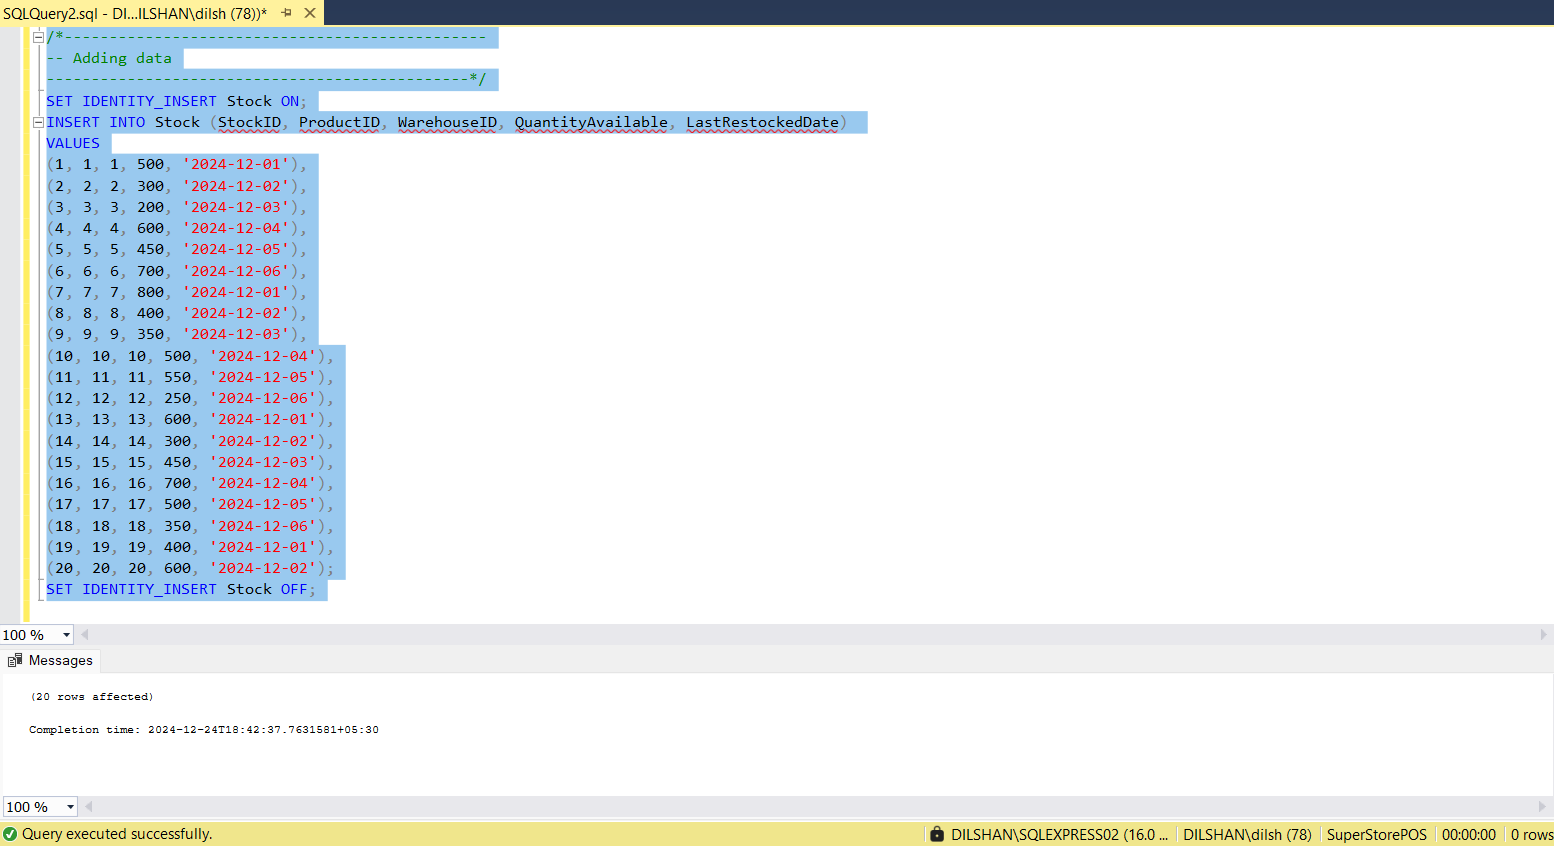 SQLQuery2.sql - DI...ILSHAN\dilsh (78))*
/*-----------------------------------------------
-- Adding data
-----------------------------------------------*/
SET IDENTITY_INSERT Stock ON;
INSERT INTO Stock (StockID, ProductID, WarehouseID, QuantityAvailable, LastRestockedDate)
VALUES
(1, 1, 1, 500, '2024-12-01'),
(2, 2, 2, 300, '2024-12-02'),
(3, 3, 3, 200, '2024-12-03'),
(4, 4, 4, 600, '2024-12-04'),
(5, 5, 5, 450, '2024-12-05'),
(6, 6, 6, 700, '2024-12-06'),
(7, 7, 7, 800, '2024-12-01'),
(8, 8, 8, 400, '2024-12-02'),
(9, 9, 9, 350, '2024-12-03'),
(10, 10, 10, 500, '2024-12-04'),
(11, 11, 11, 550, '2024-12-05'),
(12, 12, 12, 250, '2024-12-06'),
(13, 13, 13, 600, '2024-12-01'),
(14, 14, 14, 300, '2024-12-02'),
(15, 15, 15, 450, '2024-12-03'),
(16, 16, 16, 700, '2024-12-04'),
(17, 17, 17, 500, '2024-12-05'),
(18, 18, 18, 350, '2024-12-06'),
(19, 19, 19, 400, '2024-12-01'),
(20, 20, 20, 600, '2024-12-02');
SET IDENTITY_INSERT Stock OFF;
100 %
Messages
(20 rows affected)
Completion time: 2024-12-24T18:42:37.7631581+05:30
100 %
Query executed successfully. DILSHAN\SQLEXPRESS02 (16.0 ... DILSHAN\dilsh (78) SuperStorePOS 00:00:00 0 rows